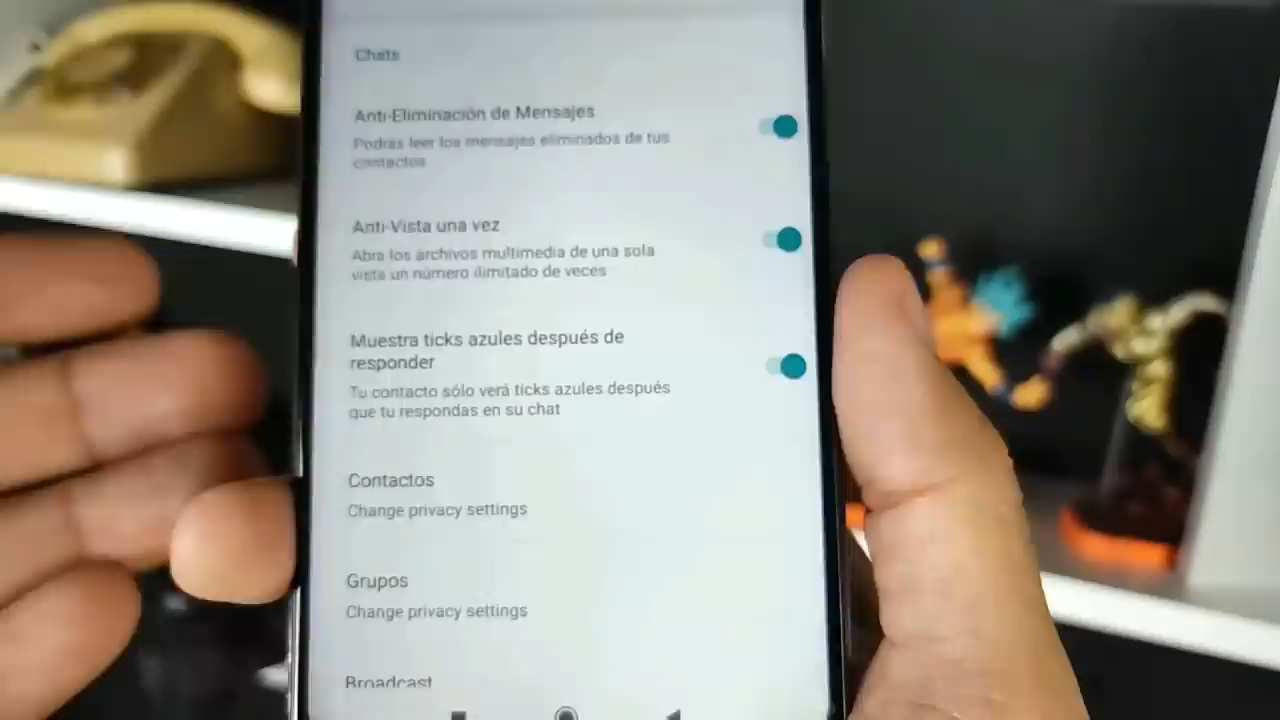 Chats
Anti-Eliminación de Mensajes
Podrás leer los mensajes eliminados de tus
contactos
Anti-Vista una vez
Abra los archivos multimedia de una sola
vista un número ilimitado de veces
Muestra ticks azules después de
responder
Tu contacto sólo verá ticks azules después
que tu respondas en su chat
Contactos
Change privacy settings
Grupos
Change privacy settings
Broadcast